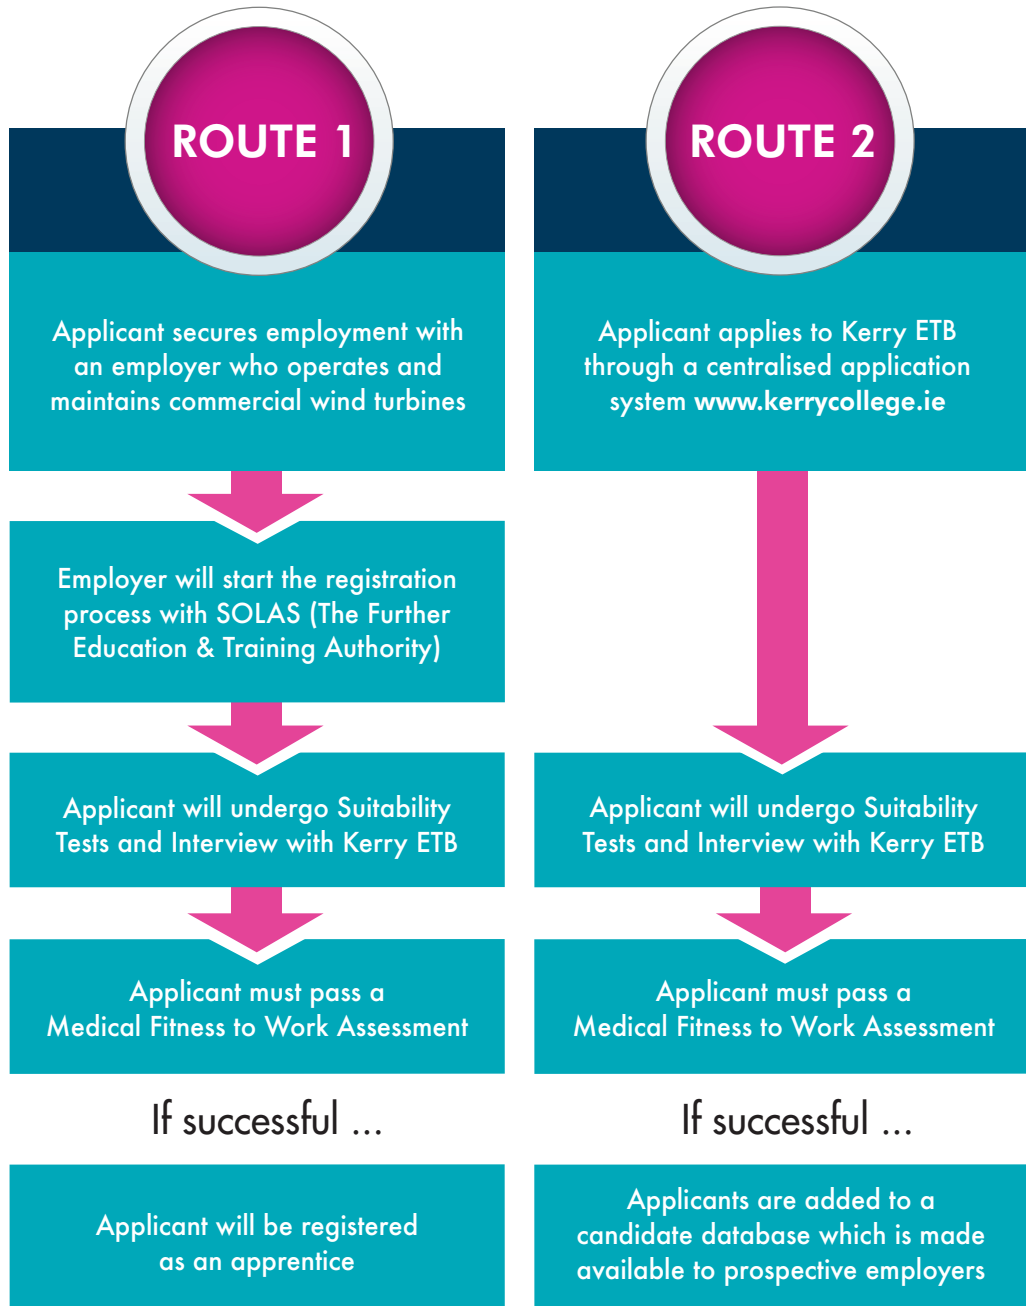 ROUTE 1
Applicant secures employment with
an employer who operates and
maintains commercial wind turbines
Employer will start the registration
process with SOLAS (The Further
Education & Training Authority)
Applicant will undergo Suitability
Tests and Interview with Kerry ETB
Applicant must pass a
Medical Fitness to Work Assessment
If successful ...
Applicant will be registered
as an apprentice
ROUTE 2
Applicant applies to Kerry ETB
through a centralised application
system www.kerrycollege.ie
Applicant will undergo Suitability
Tests and Interview with Kerry ETB
Applicant must pass a
Medical Fitness to Work Assessment
If successful ...
Applicants are added to a
candidate database which is made
available to prospective employers